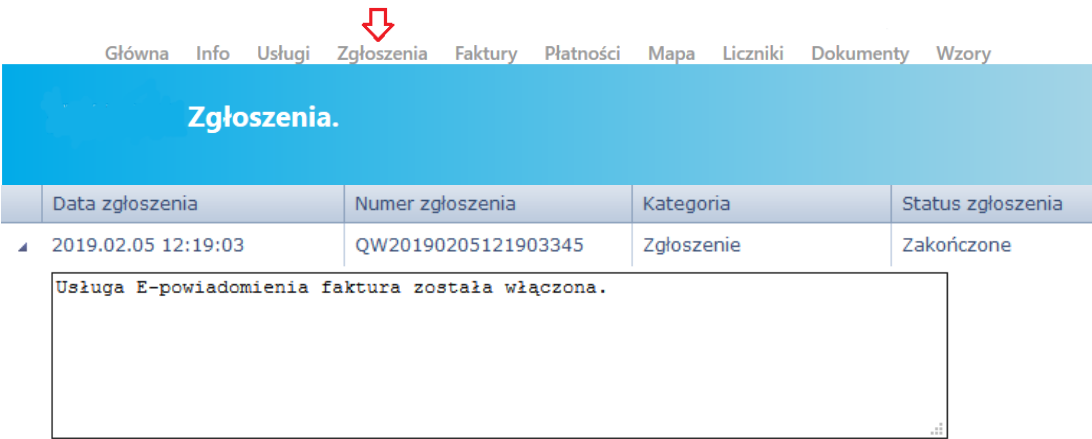 Główna Info Usługi Zgłoszenia Faktury Płatności Mapa Liczniki Dokumenty Wzory
Zgłoszenia.
Data zgłoszenia Numer zgłoszenia Kategoria Status zgłoszenia
2019.02.05 12:19:03 QW20190205121903345 Zgłoszenie Zakończone
Usługa E-powiadomienia faktura została włączona.